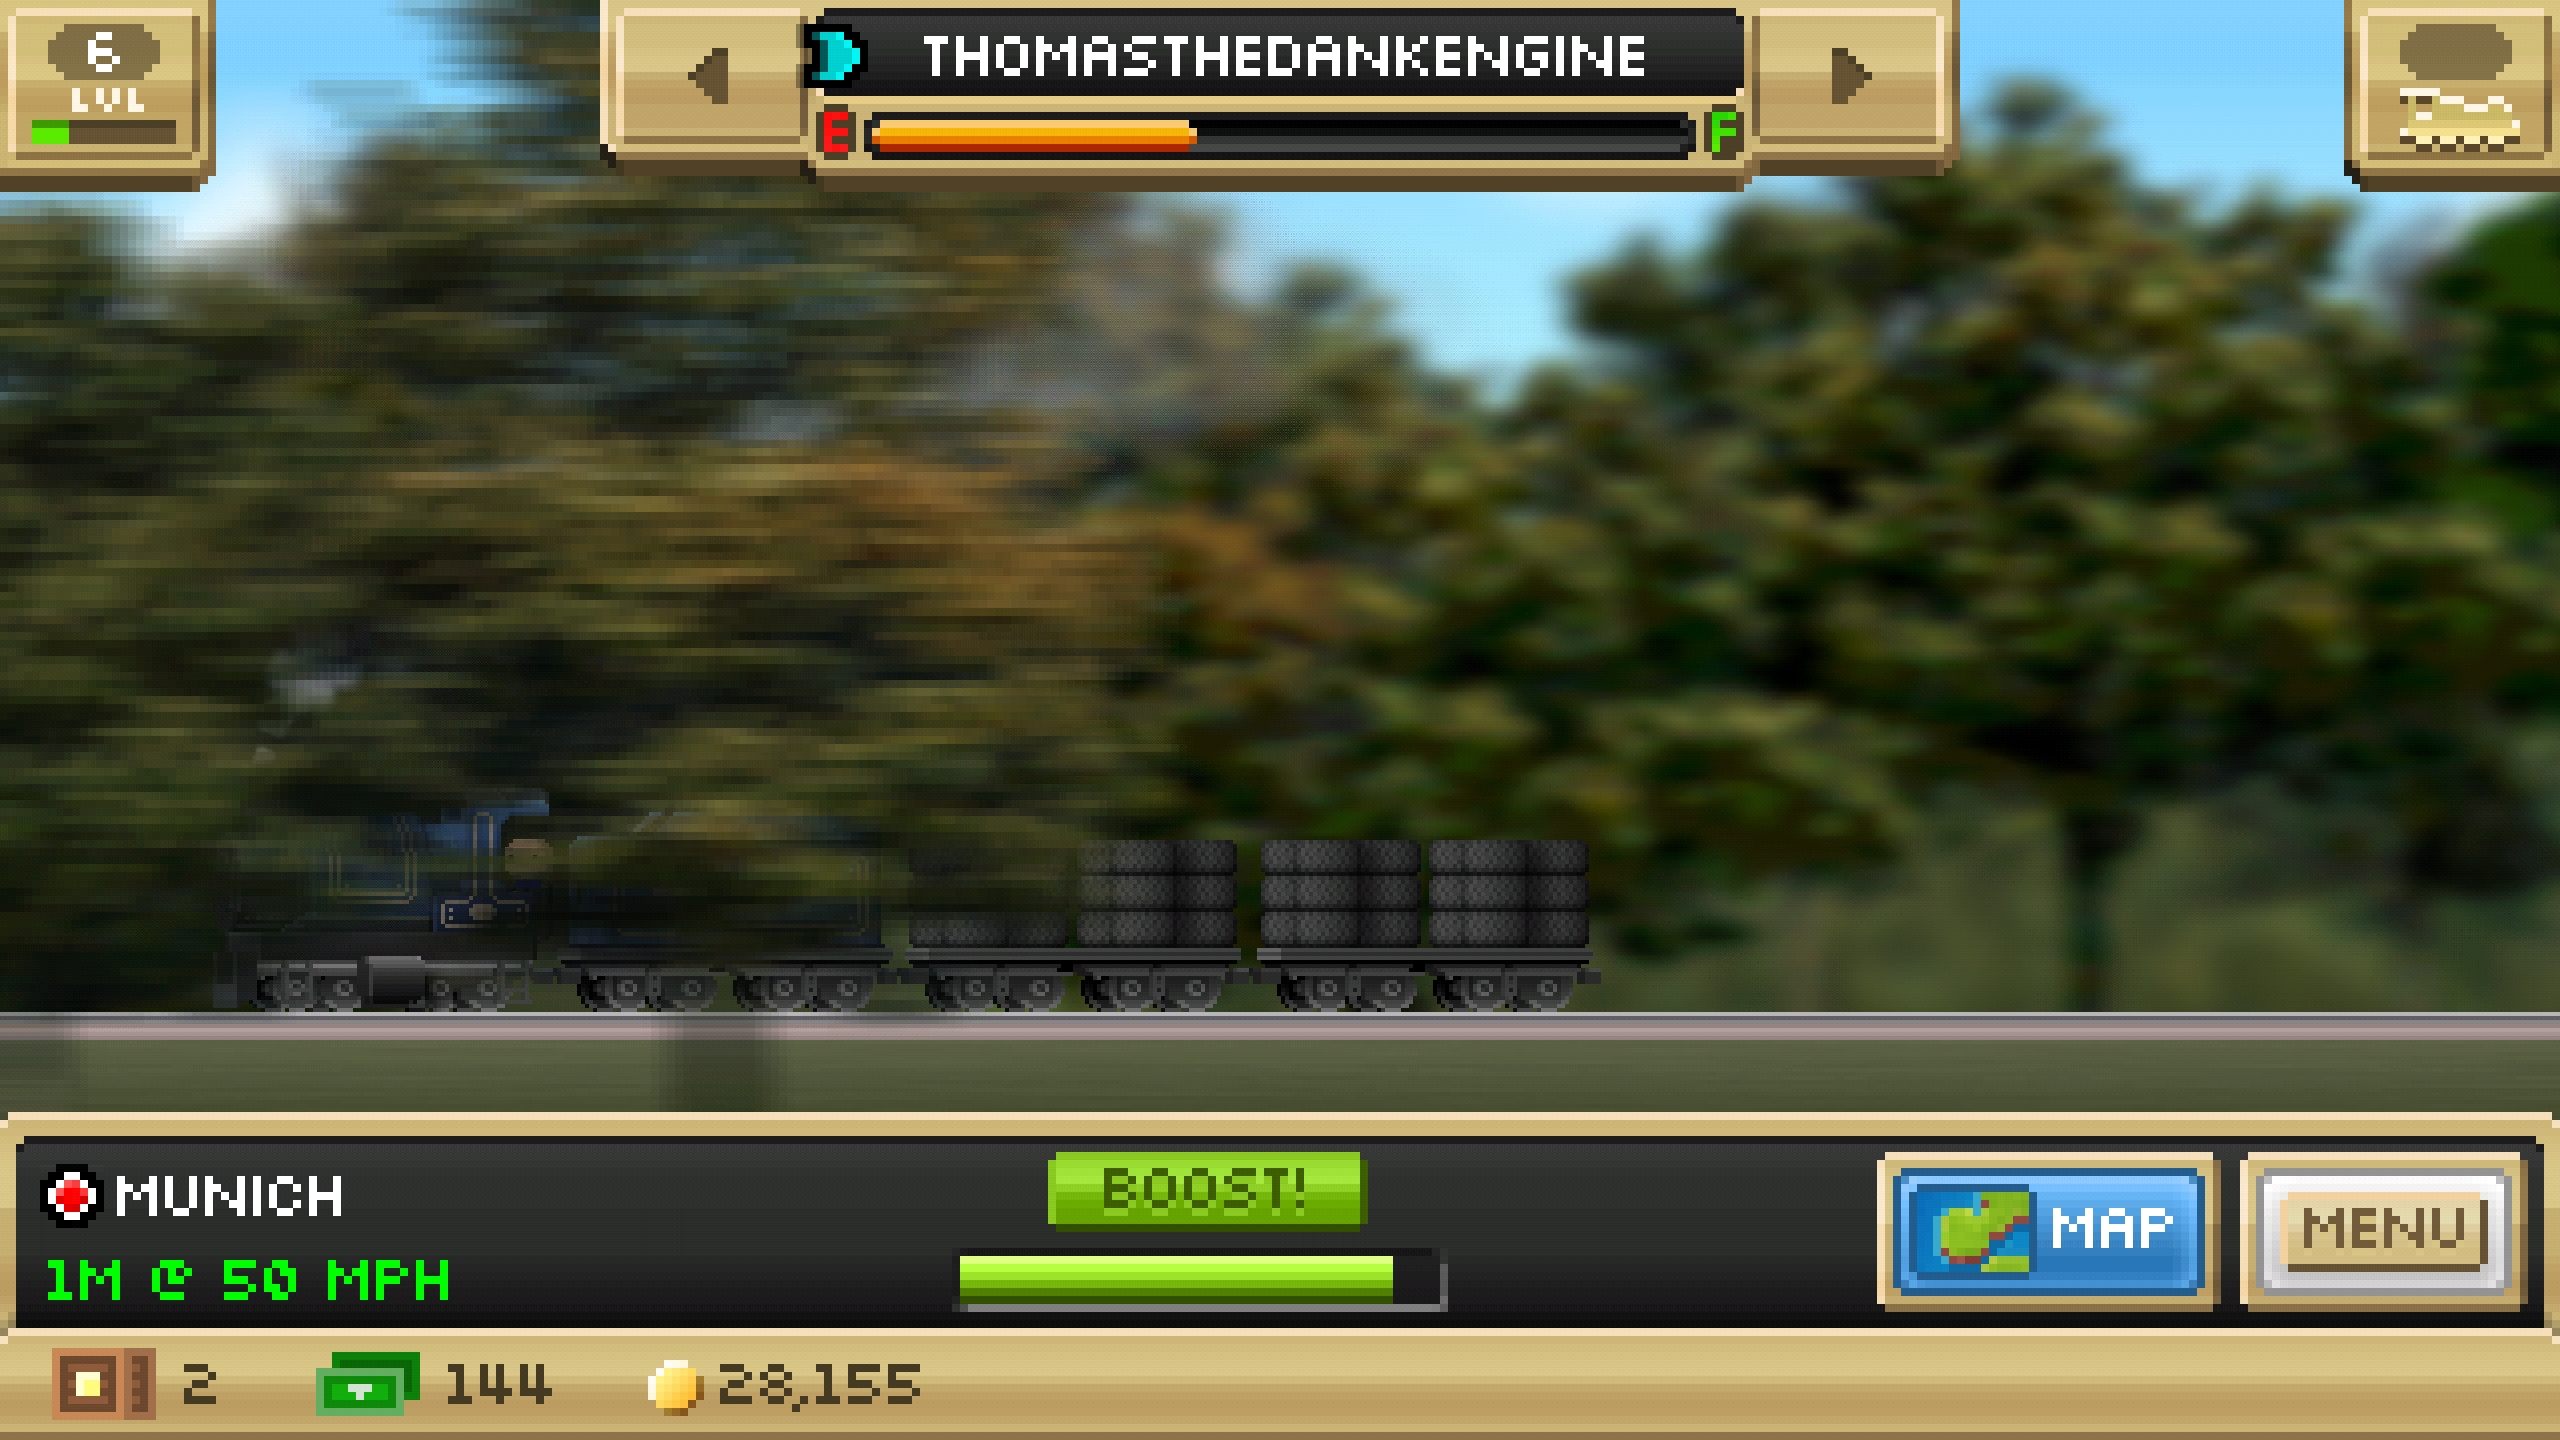 6
LVL
THOMASTHEDANKENGINE
E F
MUNICH
1M @ 50 MPH
BOOST!
MAP
MENU
2
144
28,155